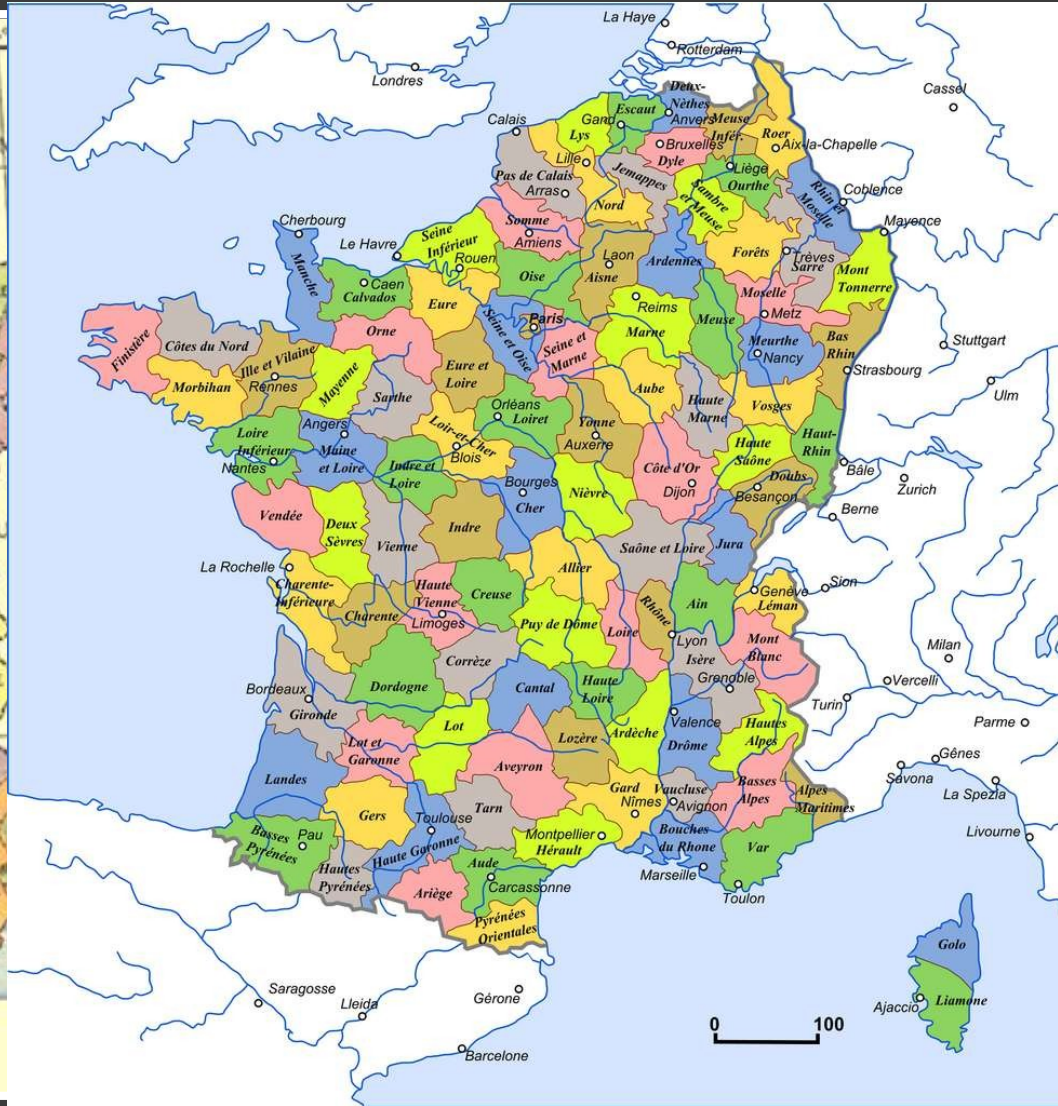 La Haye
Rotterdam
Londres
Cassel
Deux-
Nèthes
Anvers
Escaut
Gand
Lys
Meuse
Infér.
Roer
Aix-la-Chapelle
Calais
Lille
Bruxelles
Dyle
Liège
Ourthe
Jemappes
Pas de Calais
Arras
Sambre
et Meuse
Rhin et
Moselle
Coblence
Nord
Cherbourg
Somme
Amiens
Mayence
Le Havre
Seine
Inférieur
Rouen
Forêts
Trèves
Sarre
Mont
Tonnerre
Laon
Aisne
Ardennes
Oise
Manche
Caen
Calvados
Eure
Reims
Marne
Meuse
Moselle
Metz
Paris
Seine et Oise
Seine et
Marne
Meurthe
Nancy
Bas
Rhin
Stuttgart
Finistère
Côtes du Nord
Orne
Ille et Vilaine
Rennes
Morbihan
Mayenne
Sarthe
Eure et
Loire
Aube
Haute
Marne
Vosges
Strasbourg
Ulm
Orléans
Loiret
Yonne
Auxerre
Angers
Loire
Inférieur
Nantes
Maine
et Loire
Loir-et-Cher
Blois
Indre et
Loire
Haute
Saône
Haut-
Rhin
Côte d'Or
Dijon
Doubs
Besançon
Bâle
Zurich
Berne
Bourges
Cher
Nièvre
Vendée
Deux
Sèvres
Vienne
Indre
Saône et Loire
Jura
La Rochelle
Allier
Charente-
Inférieure
Charente
Haute
Vienne
Limoges
Creuse
Puy de Dôme
Loire
Rhône
Ain
Genève
Léman
Sion
Lyon
Mont
Blanc
Isère
Grenoble
Milan
Vercelli
Turin
Parme
Corrèze
Dordogne
Bordeaux
Gironde
Cantal
Haute
Loire
Valence
Drôme
Hautes
Alpes
Ardèche
Lot
Lot et
Garonne
Lozère
Aveyron
Gênes
Savona
La Spezia
Landes
Gers
Tarn
Gard
Nîmes
Vaucluse
Avignon
Basses
Alpes
Alpes
Maritimes
Livourne
Basses
Pyrénées
Pau
Toulouse
Haute Garonne
Montpellier
Hérault
Bouches
du Rhone
Marseille
Var
Toulon
Hautes
Pyrénées
Ariège
Aude
Carcassonne
Pyrénées
Orientales
Golo
Liamone
Ajaccio
Saragosse
Lleida
Gérone
Barcelone
0 100